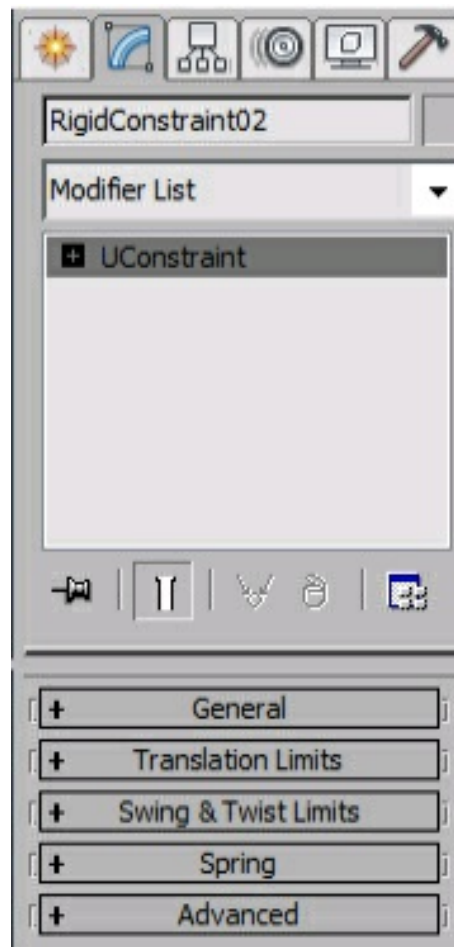 RigidConstraint02
Modifier List
UConstraint
General
Translation Limits
Swing & Twist Limits
Spring
Advanced